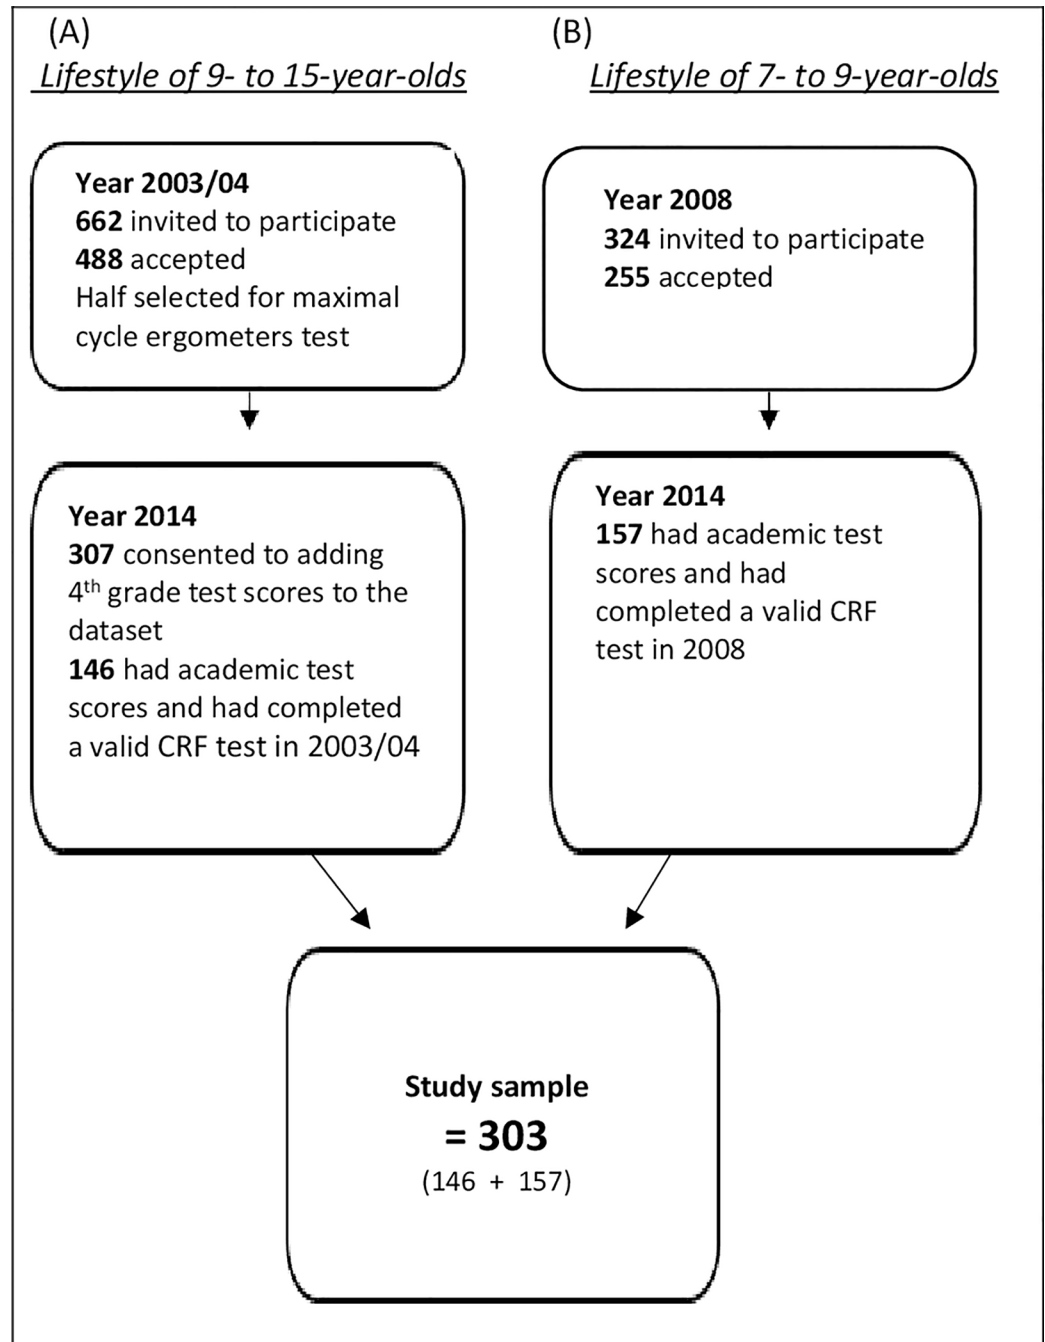 (A)
Lifestyle of 9- to 15-year-olds
Year 2003/04
662 invited to participate
488 accepted
Half selected for maximal
cycle ergometers test
Year 2014
307 consented to adding
4th grade test scores to the
dataset
146 had academic test
scores and had completed
a valid CRF test in 2003/04
(B)
Lifestyle of 7- to 9-year-olds
Year 2008
324 invited to participate
255 accepted
Year 2014
157 had academic test
scores and had
completed a valid CRF
test in 2008
Study sample
= 303
(146 + 157)